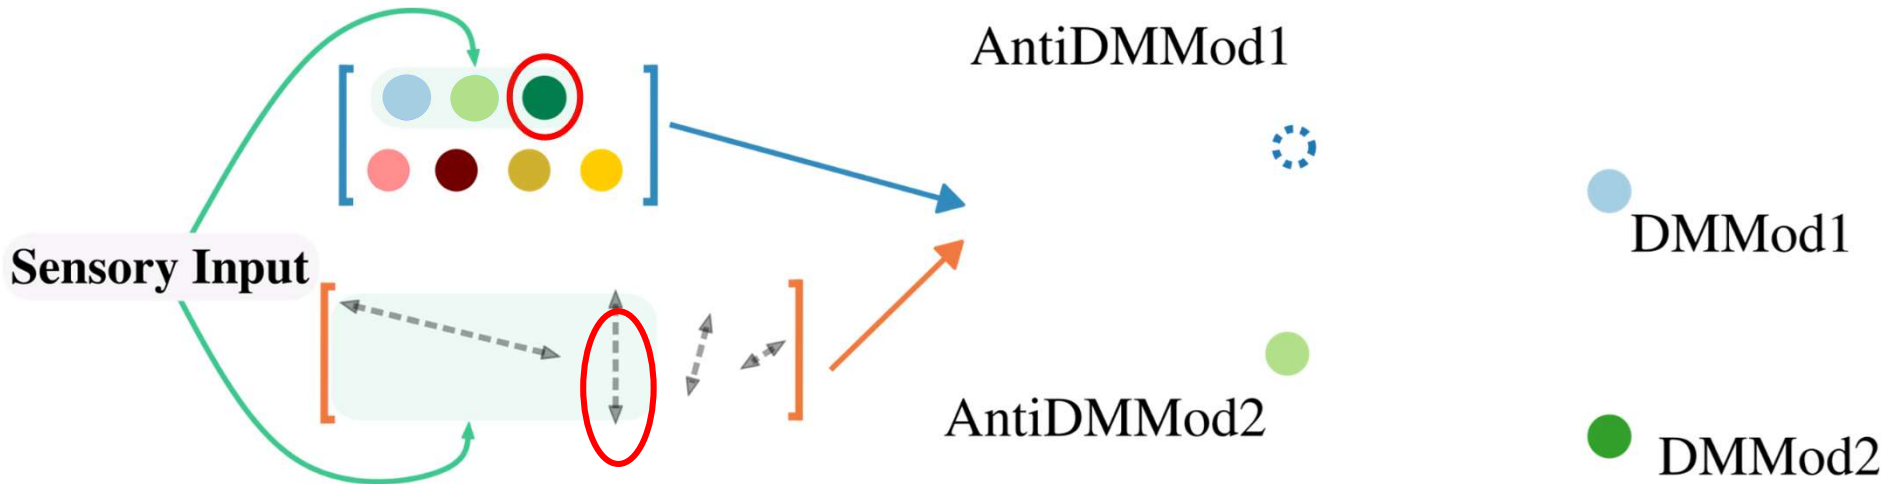 AntiDMMod1
DMMod1
Sensory Input
AntiDMMod2
DMMod2